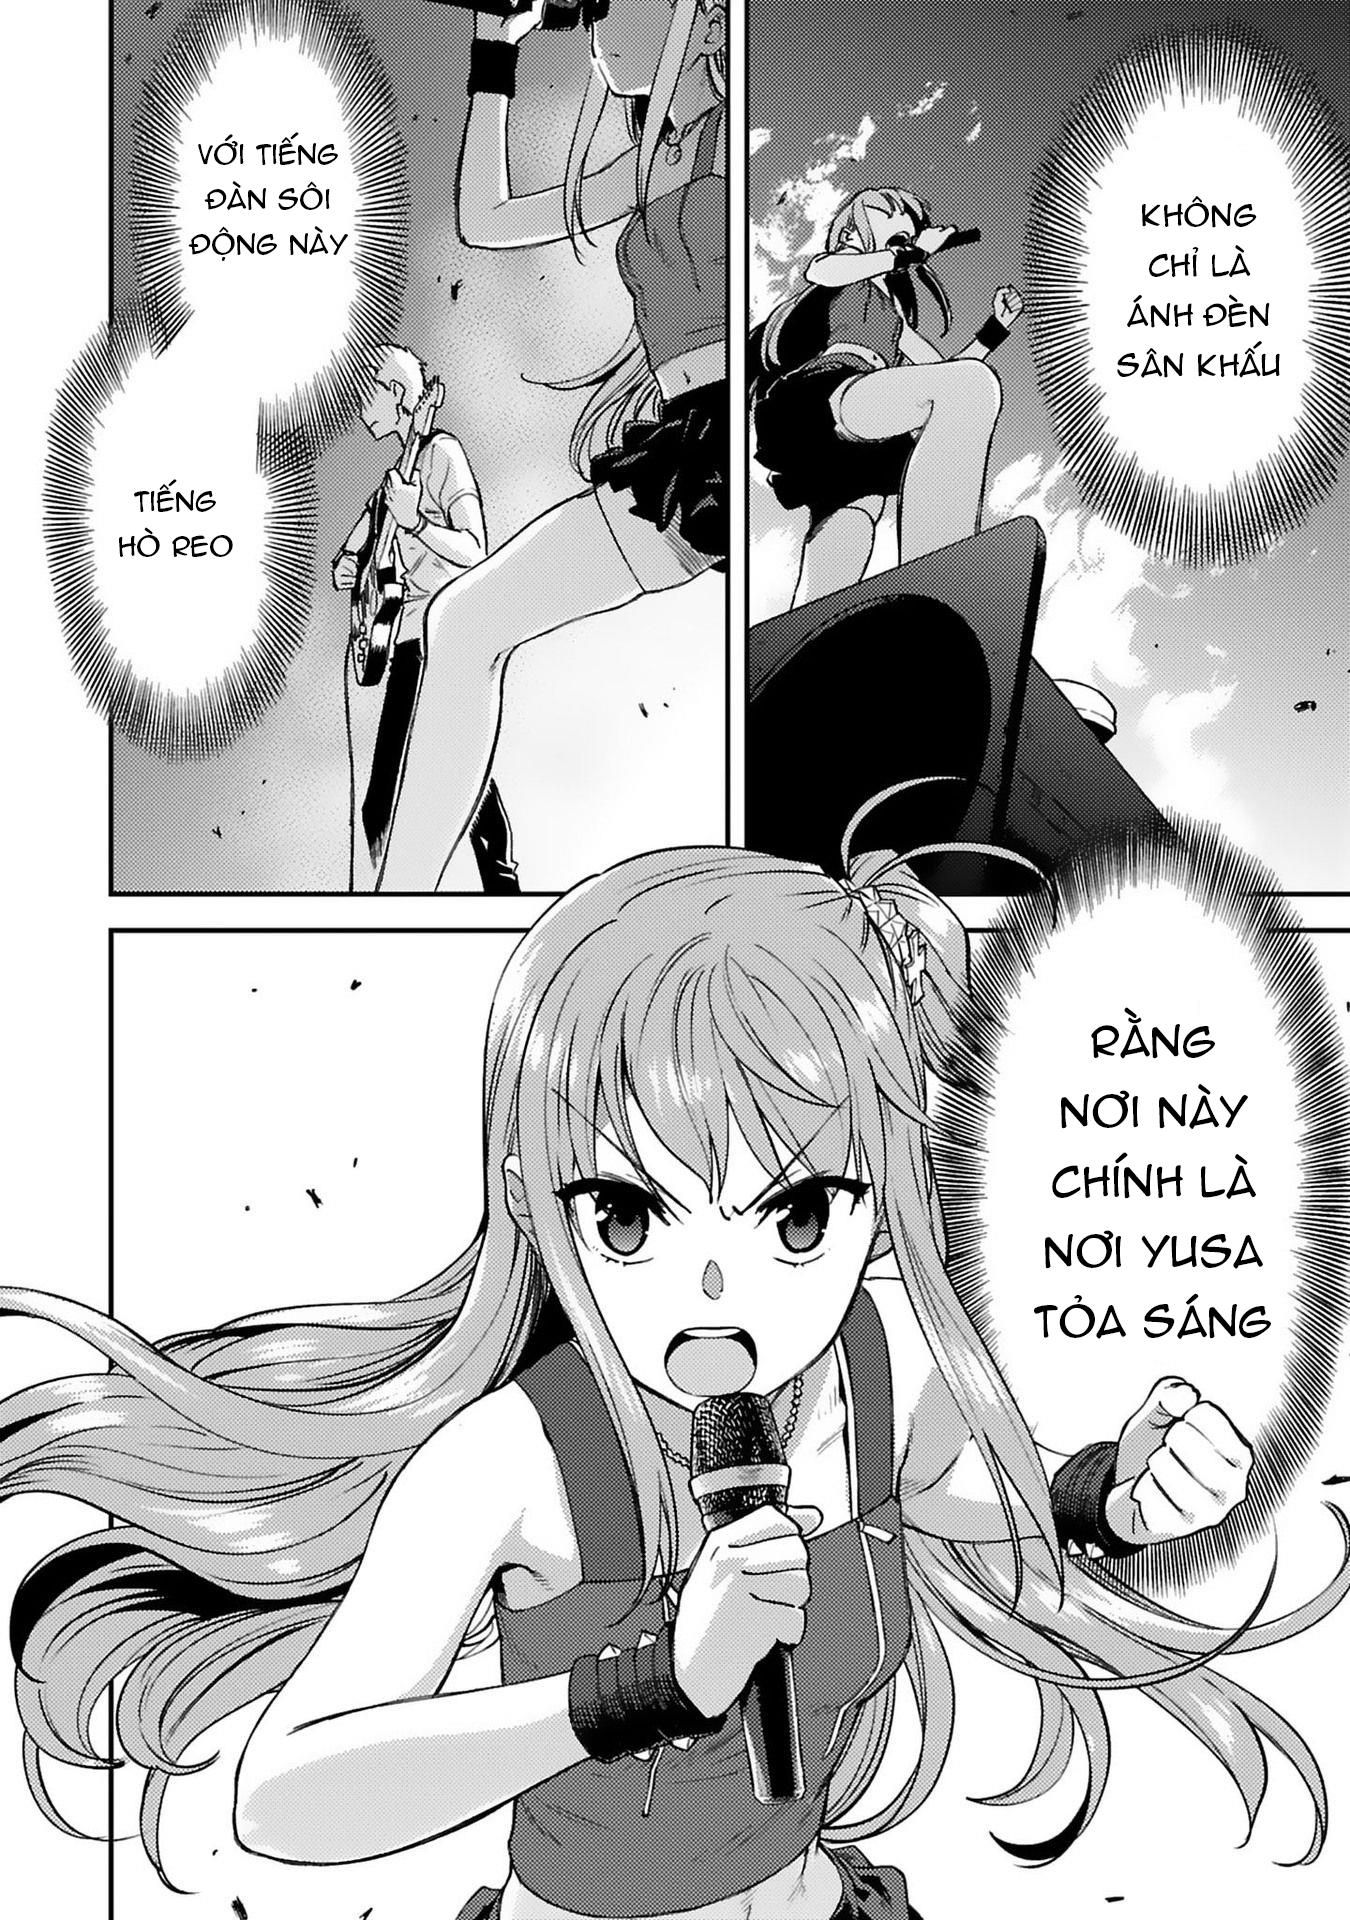 KHÔNG
CHỈ LÀ
ÁNH ĐÈN
SÂN KHẤU
VỚI TIẾNG
ĐÀN SÔI
ĐỘNG NÀY
TIẾNG
HÒ REO
RẰNG
NƠI NÀY
CHÍNH LÀ
NƠI YUSA
TỎA SÁNG